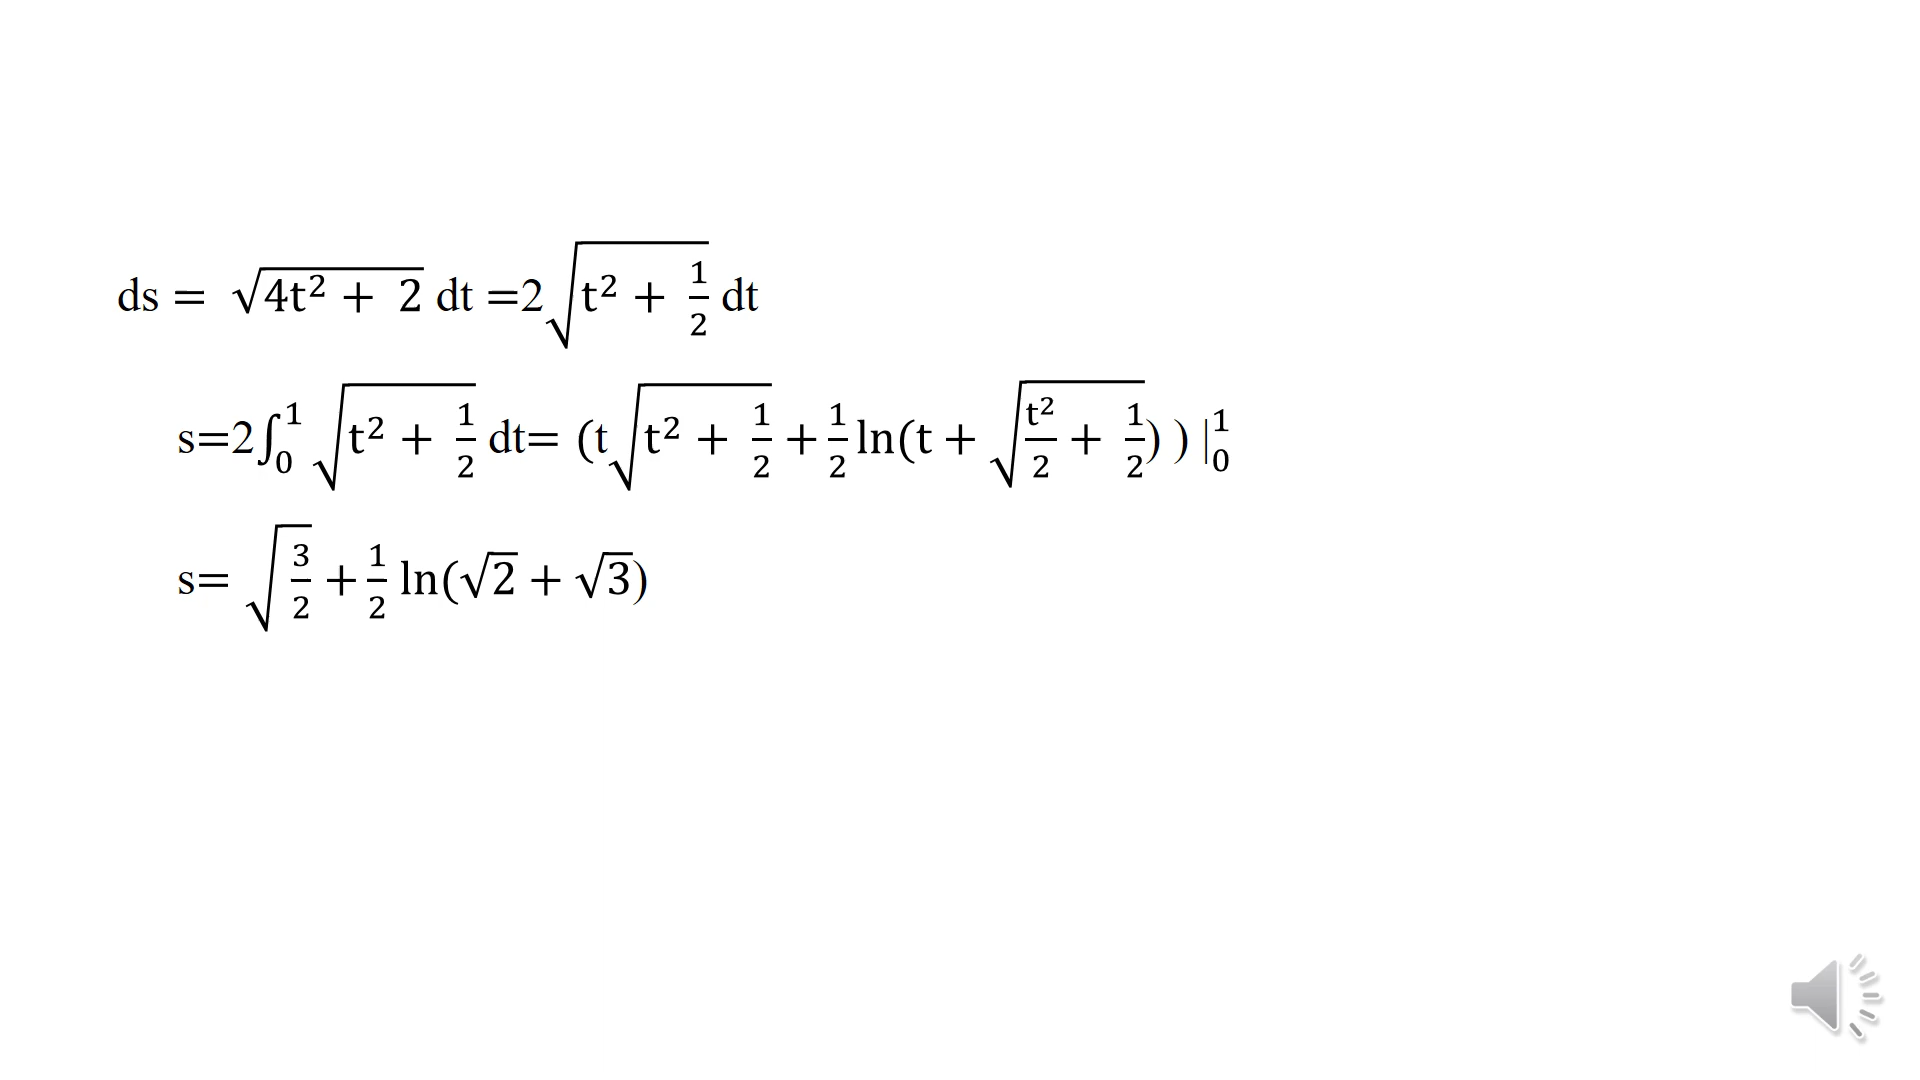 ds = √(4t² + 2) dt =2√(t² + 1/2) dt
s=2∫₀¹ √(t² + 1/2) dt= (t√(t² + 1/2) + 1/2 ln(t + √(t²/2 + 1/2) ) ) |₀¹
s= √(3/2) + 1/2 ln(√2 + √3)